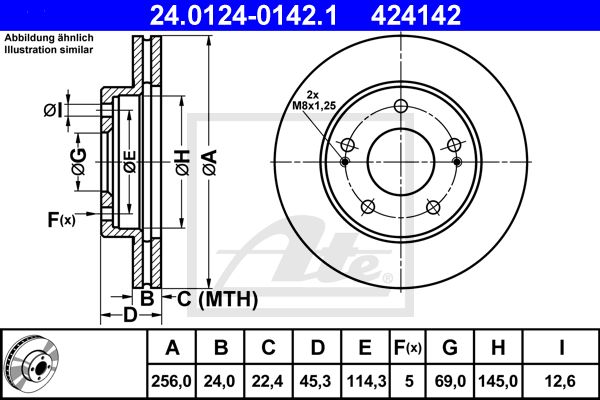 24.0124-0142.1 424142
Abbildung ähnlich
Illustration similar
2x
M8x1,25
ØI
ØG
ØE
ØH
ØA
F(x)
B
C (MTH)
D
Ate
®
A B C D E F(x) G H I
256,0 24,0 22,4 45,3 114,3 5 69,0 145,0 12,6